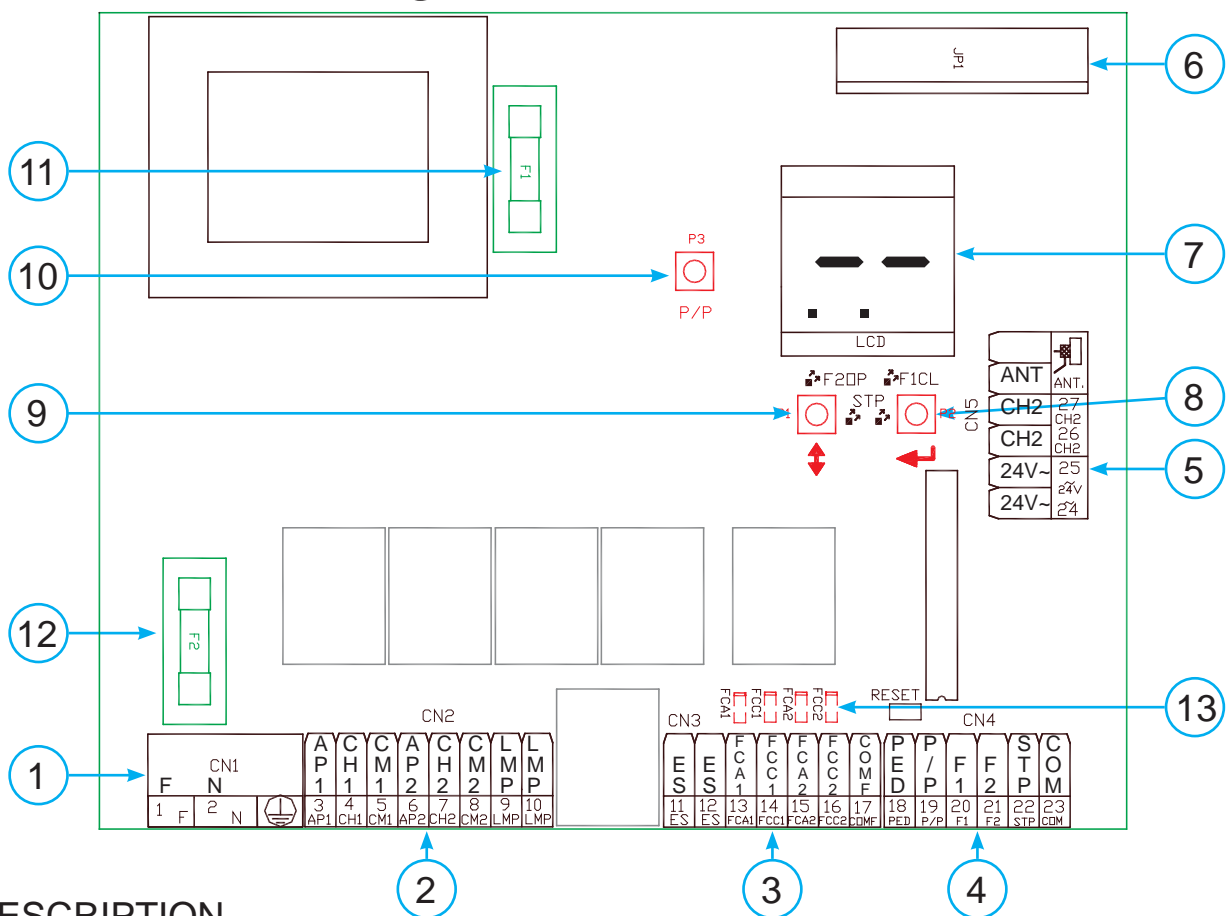 JP1
6
11
F1
P3
10
P/P
7
LCD
F2OP F1CL
ANT ANT.
9
STP
CN5
CH2 27 CH2
8
CH2 26 CH2
24V~ 25
5
24V~ 24V 24
12
F2
FCA1 FCC1 FCA2 FCC2
RESET
13
CN2
CN3
CN4
1
CN1
F N
AP1 CH1 CM1 AP2 CH2 CM2 LMP LMP
ES ES FCA1 FCC1 FCA2 FCC2 COMF
PED P/P F1 F2 STP COM
1 F 2 N
3 4 5 6 7 8 9 10
AP1 CH1 CM1 AP2 CH2 CM2 LMP LMP
11 12 13 14 15 16 17
ES ES FCA1 FCC1 FCA2 FCC2 COMF
18 19 20 21 22 23
PED P/P F1 F2 STP COM
2
3
4
ESCRIPTION